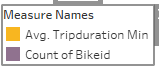 Measure Names
Avg. Tripduration Min
Count of Bikeid